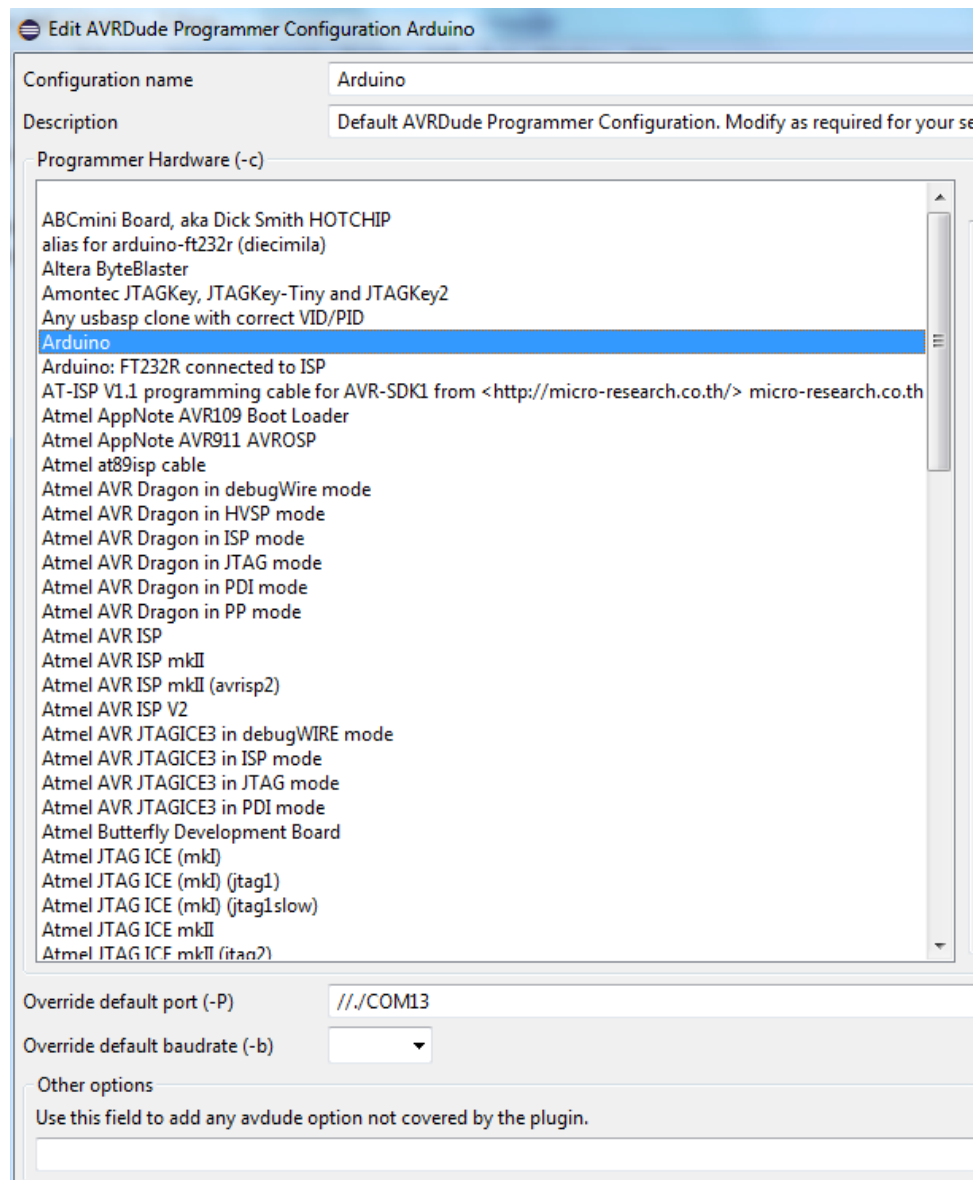 Edit AVRDude Programmer Configuration Arduino
Configuration name Arduino
Description Default AVRDude Programmer Configuration. Modify as required for your se
Programmer Hardware (-c)
ABCmini Board, aka Dick Smith HOTCHIP
alias for arduino-ft232r (diecimila)
Altera ByteBlaster
Amontec JTAGKey, JTAGKey-Tiny and JTAGKey2
Any usbasp clone with correct VID/PID
Arduino
Arduino: FT232R connected to ISP
AT-ISP V1.1 programming cable for AVR-SDK1 from <http://micro-research.co.th/> micro-research.co.th
Atmel AppNote AVR109 Boot Loader
Atmel AppNote AVR911 AVROSP
Atmel at89isp cable
Atmel AVR Dragon in debugWire mode
Atmel AVR Dragon in HVSP mode
Atmel AVR Dragon in ISP mode
Atmel AVR Dragon in JTAG mode
Atmel AVR Dragon in PDI mode
Atmel AVR Dragon in PP mode
Atmel AVR ISP
Atmel AVR ISP mkII
Atmel AVR ISP mkII (avrisp2)
Atmel AVR ISP V2
Atmel AVR JTAGICE3 in debugWIRE mode
Atmel AVR JTAGICE3 in ISP mode
Atmel AVR JTAGICE3 in JTAG mode
Atmel AVR JTAGICE3 in PDI mode
Atmel Butterfly Development Board
Atmel JTAG ICE (mkI)
Atmel JTAG ICE (mkI) (jtag1)
Atmel JTAG ICE (mkI) (jtag1slow)
Atmel JTAG ICE mkII
Atmel JTAG ICE mkII (jtag2)
Override default port (-P) //./COM13
Override default baudrate (-b)
Other options
Use this field to add any avdude option not covered by the plugin.